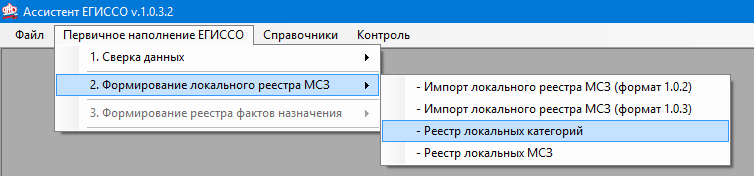 Ассистент ЕГИССО v.1.0.3.2
Файл Первичное наполнение ЕГИССО Справочники Контроль
1. Сверка данных
2. Формирование локального реестра МСЗ
3. Формирование реестра фактов назначения
- Импорт локального реестра МСЗ (формат 1.0.2)
- Импорт локального реестра МСЗ (формат 1.0.3)
- Реестр локальных категорий
- Реестр локальных МСЗ